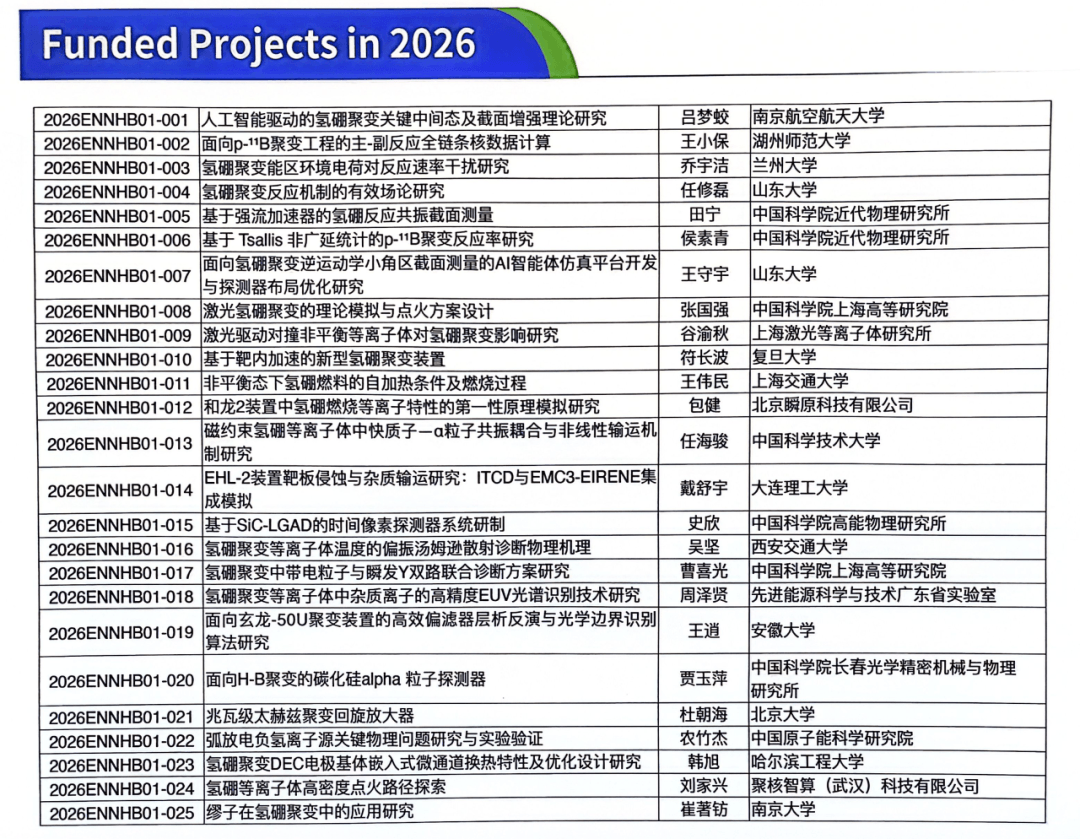 Funded Projects in 2026
2026ENNHB01-001 人工智能驱动的氢硼聚变关键中间态及截面增强理论研究 吕梦蛟 南京航空航天大学
2026ENNHB01-002 面向p-¹¹B聚变工程的主-副反应全链条核数据计算 王小保 湖州师范大学
2026ENNHB01-003 氢硼聚变能区环境电荷对反应速率干扰研究 乔宇洁 兰州大学
2026ENNHB01-004 氢硼聚变反应机制的有效场论研究 任修磊 山东大学
2026ENNHB01-005 基于强流加速器的氢硼反应共振截面测量 田宁 中国科学院近代物理研究所
2026ENNHB01-006 基于 Tsallis 非广延统计的p-¹¹B聚变反应率研究 侯素青 中国科学院近代物理研究所
2026ENNHB01-007 面向氢硼聚变逆运学小角区截面测量的AI智能体仿真平台开发
与探测器布局优化研究 王守宇 山东大学
2026ENNHB01-008 激光氢硼聚变的理论模拟与点火方案设计 张国强 中国科学院上海高等研究院
2026ENNHB01-009 激光驱动对撞非平衡等离子体对氢硼聚变影响研究 谷渝秋 上海激光等离子体研究所
2026ENNHB01-010 基于靶内加速的新型氢硼聚变装置 符长波 复旦大学
2026ENNHB01-011 非平衡态下氢硼燃料的自加热条件及燃烧过程 王伟民 上海交通大学
2026ENNHB01-012 和龙2装置中氢硼燃烧等离子特性的第一性原理模拟研究 包健 北京瞬原科技有限公司
2026ENNHB01-013 磁约束氢硼等离子体中快质子—α粒子共振耦合与非线性输运机
制研究 任海骏 中国科学技术大学
2026ENNHB01-014 EHL-2装置靶板侵蚀与杂质输运研究：ITCD与EMC3-EIRENE集
成模拟 戴舒宇 大连理工大学
2026ENNHB01-015 基于SiC-LGAD的时间像素探测器系统研制 史欣 中国科学院高能物理研究所
2026ENNHB01-016 氢硼聚变等离子体温度的偏振汤姆逊散射诊断物理机理 吴坚 西安交通大学
2026ENNHB01-017 氢硼聚变中带电粒子与瞬发Y双路联合诊断方案研究 曹喜光 中国科学院上海高等研究院
2026ENNHB01-018 氢硼聚变等离子体中杂质离子的高精度EUV光谱识别技术研究 周泽贤 先进能源科学与技术广东省实验室
2026ENNHB01-019 面向玄龙-50U聚变装置的高效偏滤器层析反演与光学边界识别
算法研究 王逍 安徽大学
2026ENNHB01-020 面向H-B聚变的碳化硅alpha 粒子探测器 贾玉萍 中国科学院长春光学精密机械与物理
研究所
2026ENNHB01-021 兆瓦级太赫兹聚变回旋放大器 杜朝海 北京大学
2026ENNHB01-022 弧放电负氢离子源关键物理问题研究与实验验证 农竹杰 中国原子能科学研究院
2026ENNHB01-023 氢硼聚变DEC电极基体嵌入式微通道换热特性及优化设计研究 韩旭 哈尔滨工程大学
2026ENNHB01-024 氢硼等离子体高密度点火路径探索 刘家兴 聚核智算（武汉）科技有限公司
2026ENNHB01-025 缪子在氢硼聚变中的应用研究 崔著钫 南京大学